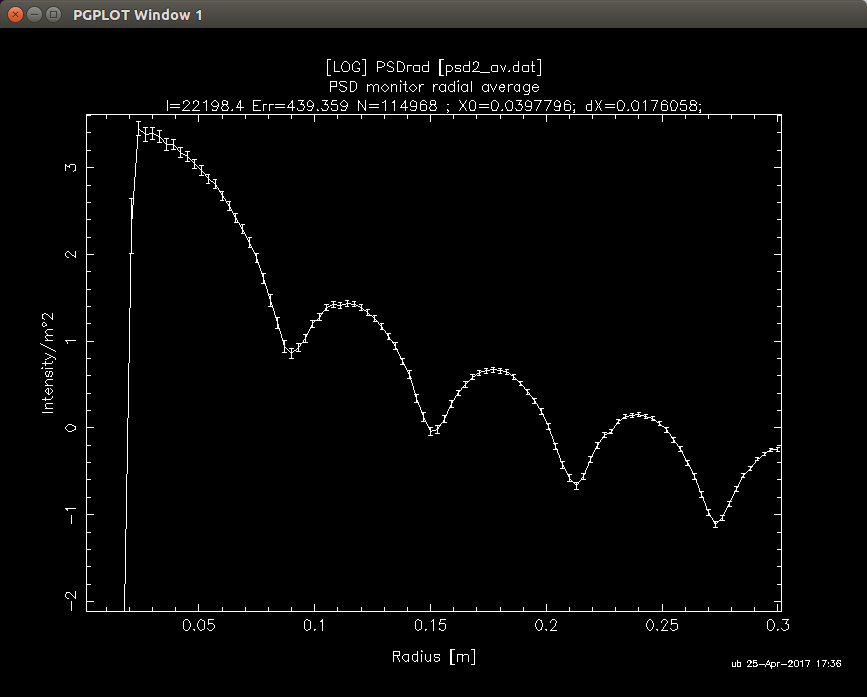 PGPLOT Window 1
[LOG] PSDrad [psd2_av.dat]
PSD monitor radial average
I=22198.4 Err=439.359 N=114968 ; X0=0.0397796; dX=0.0176058;
3
2
1
0
-1
-2
Intensity/m^2
0.05 0.1 0.15 0.2 0.25 0.3
Radius [m]
ub 25-Apr-2017 17:36